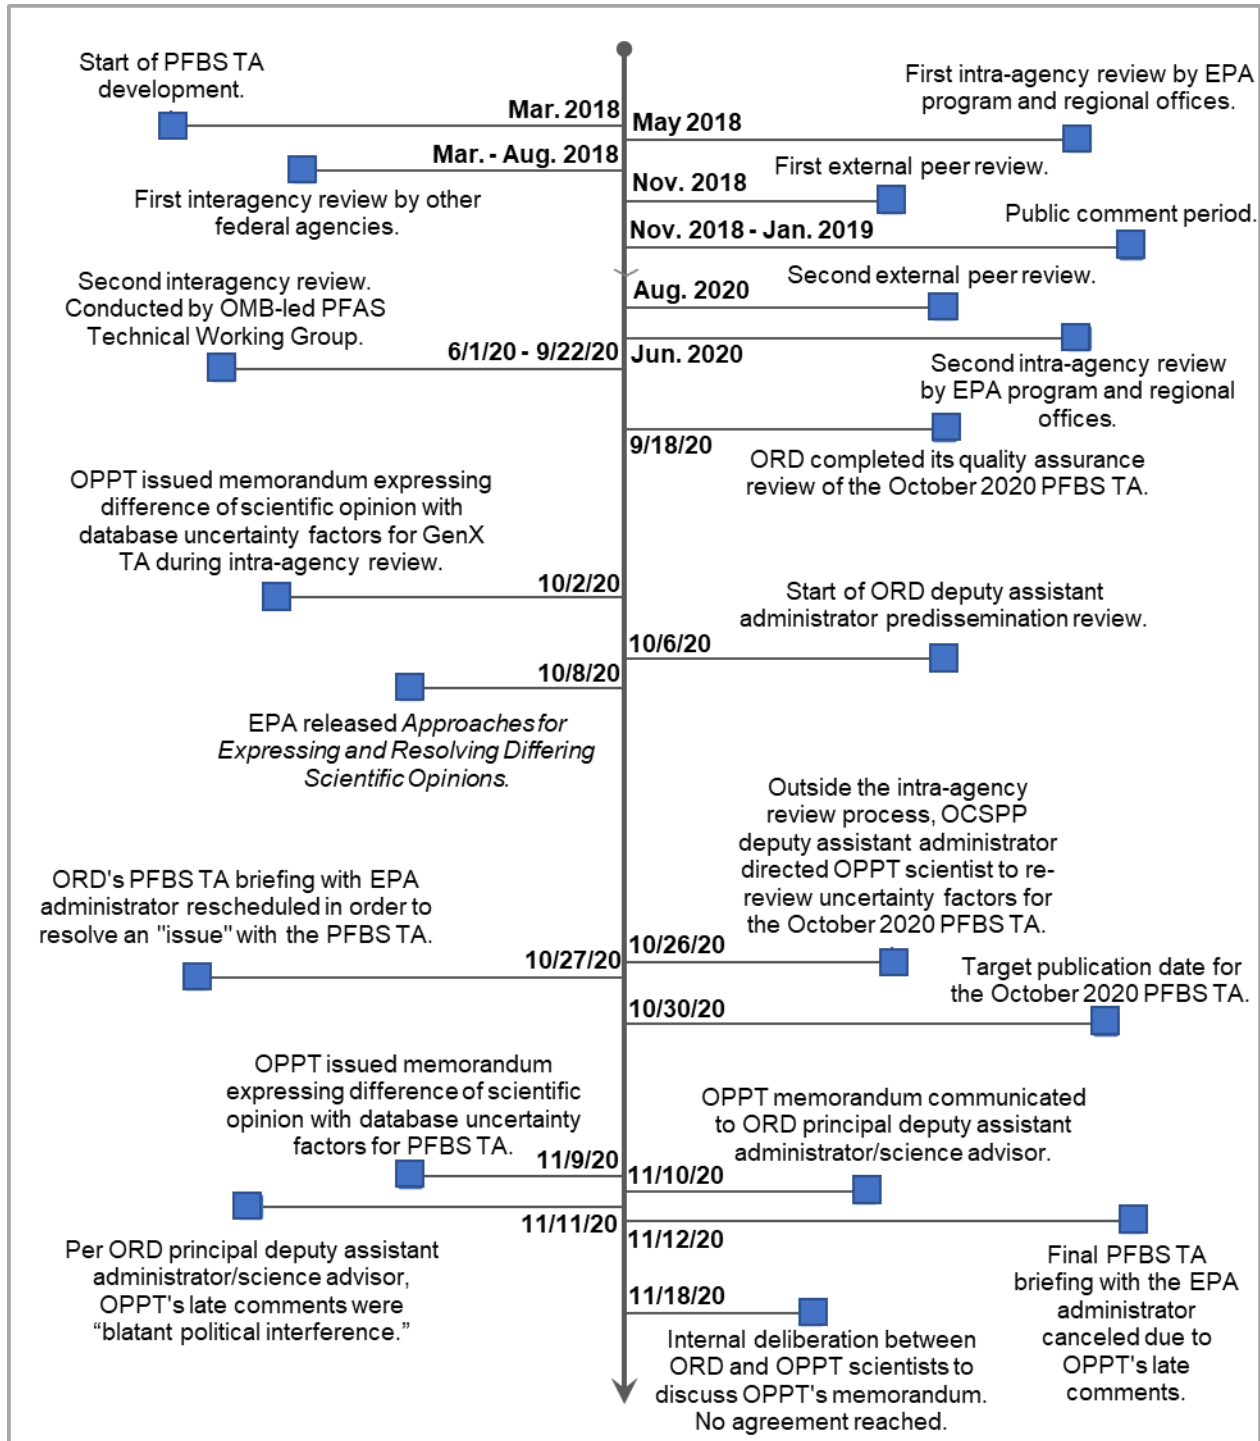 Start of PFBS TA
development.
Mar. 2018
First intra-agency review by EPA
program and regional offices.
May 2018
Mar. - Aug. 2018
First interagency review by other
federal agencies.
First external peer review.
Nov. 2018
Public comment period.
Nov. 2018 - Jan. 2019
Second external peer review.
Aug. 2020
Second interagency review.
Conducted by OMB-led PFAS
Technical Working Group.
6/1/20 - 9/22/20
Jun. 2020
Second intra-agency review
by EPA program and regional
offices.
9/18/20
ORD completed its quality assurance
review of the October 2020 PFBS TA.
OPPT issued memorandum expressing
difference of scientific opinion with
database uncertainty factors for GenX
TA during intra-agency review.
10/2/20
Start of ORD deputy assistant
administrator predissemination review.
10/6/20
10/8/20
EPA released Approaches for
Expressing and Resolving Differing
Scientific Opinions.
Outside the intra-agency
review process, OCSPP
deputy assistant administrator
directed OPPT scientist to re-
review uncertainty factors for
the October 2020 PFBS TA.
10/26/20
ORD's PFBS TA briefing with EPA
administrator rescheduled in order to
resolve an "issue" with the PFBS TA.
10/27/20
Target publication date for
the October 2020 PFBS TA.
10/30/20
OPPT issued memorandum
expressing difference of scientific
opinion with database uncertainty
factors for PFBS TA.
11/9/20
OPPT memorandum communicated
to ORD principal deputy assistant
administrator/science advisor.
11/10/20
11/11/20
Per ORD principal deputy assistant
administrator/science advisor,
OPPT's late comments were
“blatant political interference.”
11/12/20
Final PFBS TA
briefing with the EPA
administrator
canceled due to
OPPT's late
comments.
11/18/20
Internal deliberation between
ORD and OPPT scientists to
discuss OPPT's memorandum.
No agreement reached.